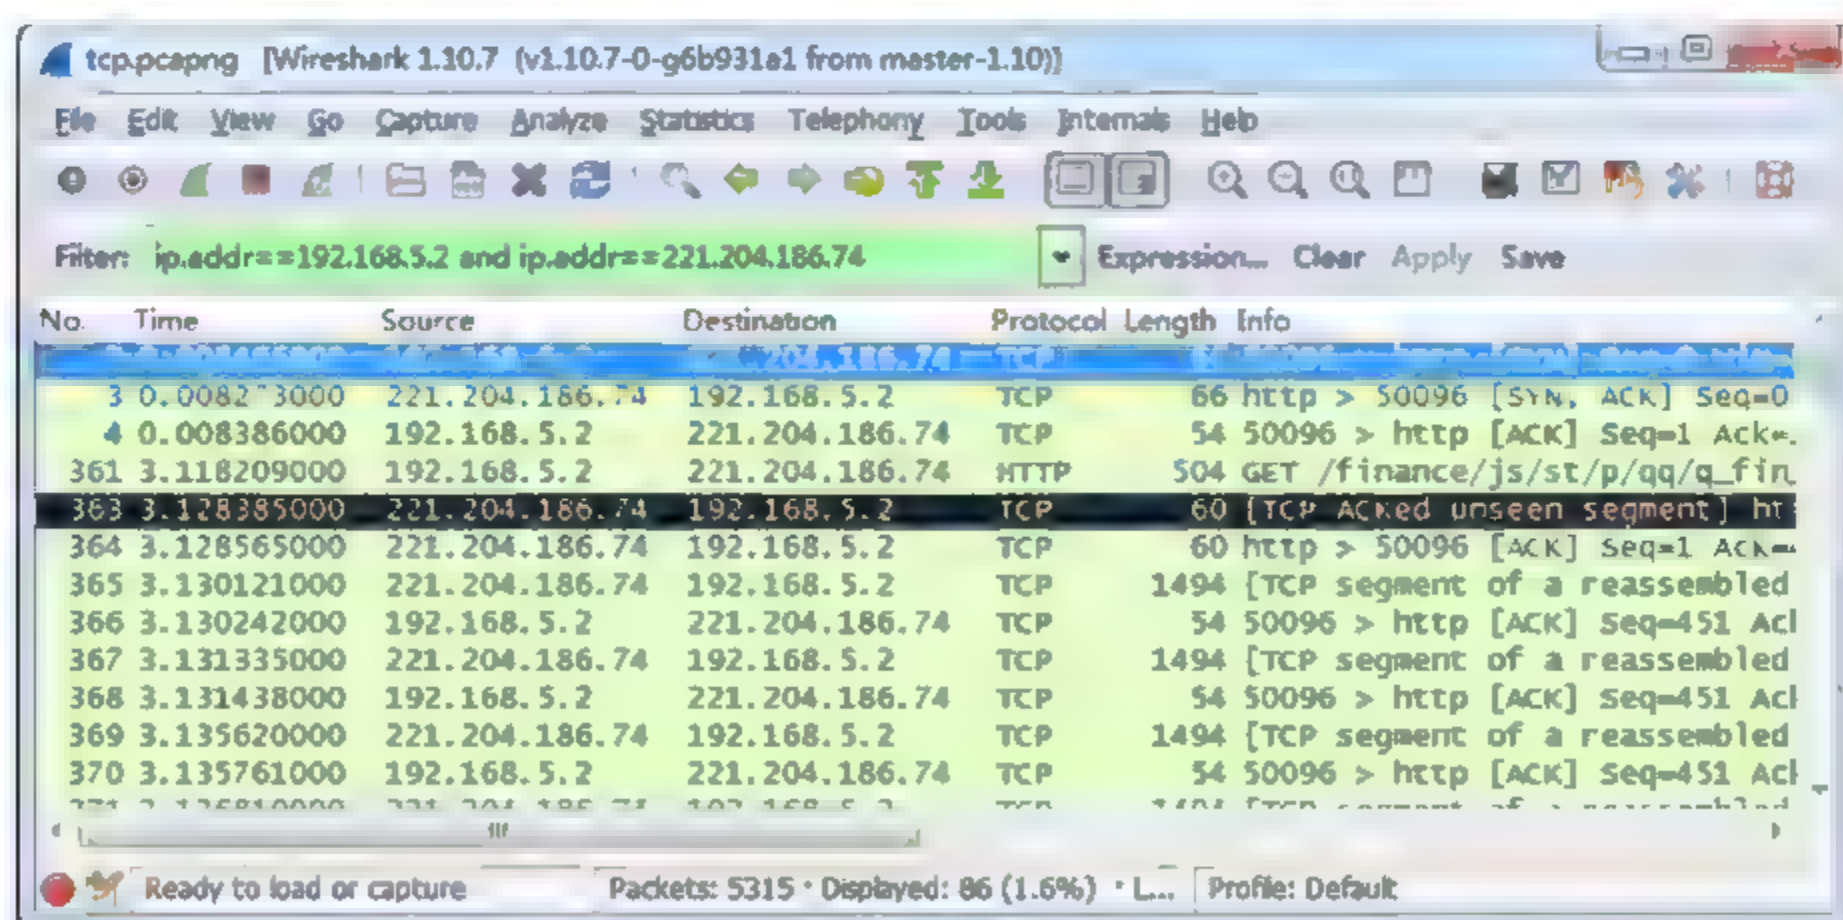 tcp.pcapng [Wireshark 1.10.7 (v1.10.7-0-g6b931a1 from master-1.10)]
File Edit View Go Capture Analyze Statistics Telephony Tools Internals Help
Filter: ip.addr==192.168.5.2 and ip.addr==221.204.186.74 Expression... Clear Apply Save
No. Time Source Destination Protocol Length Info
TCP
3 221.204.186.74 192.168.5.2 TCP 66 http > 50096 [SYN, ACK] Seq=0
4 0.008386000 192.168.5.2 221.204.186.74 TCP 54 50096 > http [ACK] Seq=1 Ack=
361 3.118209000 192.168.5.2 221.204.186.74 HTTP 504 GET /finance/js/st/p/qq/q_fin
363 3.128385000 221.204.186.74 192.168.5.2 TCP 60 [TCP ACKed unseen segment] ht
364 3.128565000 221.204.186.74 192.168.5.2 TCP 60 http > 50096 [ACK] Seq=1 Ack=
365 3.130121000 221.204.186.74 192.168.5.2 TCP 1494 [TCP segment of a reassembled
366 3.130242000 192.168.5.2 221.204.186.74 TCP 54 50096 > http [ACK] Seq=451 Ac
367 3.131335000 221.204.186.74 192.168.5.2 TCP 1494 [TCP segment of a reassembled
368 3.131438000 192.168.5.2 221.204.186.74 TCP 54 50096 > http [ACK] Seq=451 Ac
369 3.135620000 221.204.186.74 192.168.5.2 TCP 1494 [TCP segment of a reassembled
370 3.135761000 192.168.5.2 221.204.186.74 TCP 54 50096 > http [ACK] Seq=451 Ac
Ready to load or capture Packets: 5315 · Displayed: 86 (1.6%) · L... Profile: Default